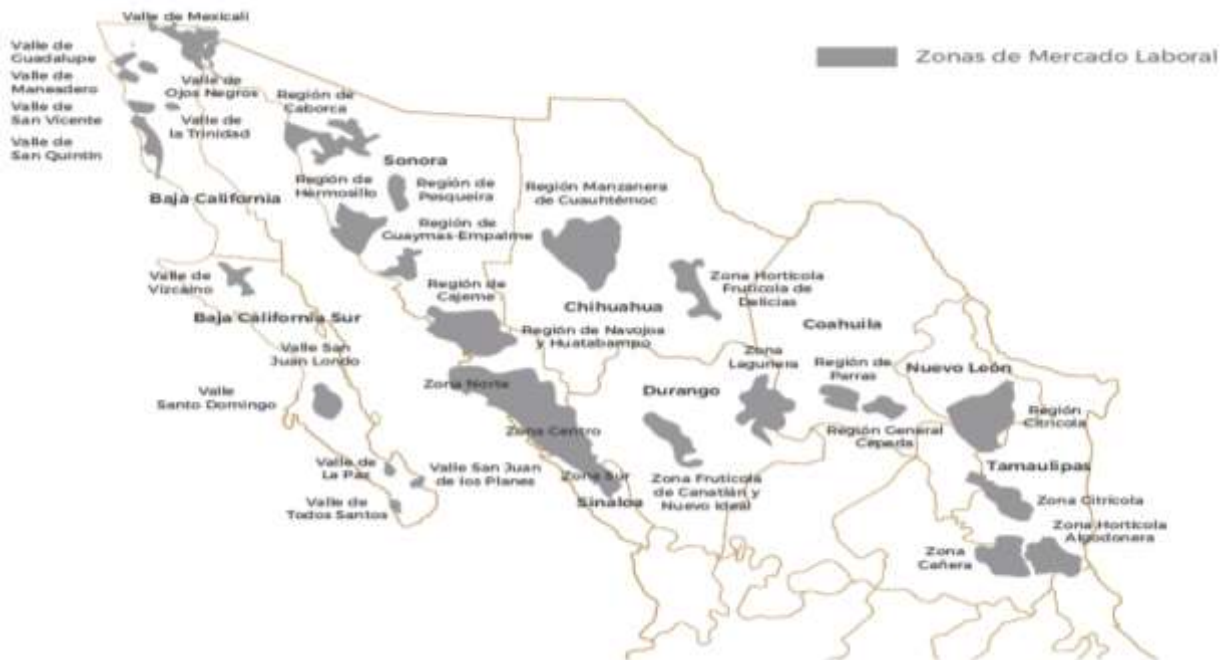 Valle de Mexicali
Valle de
Guadalupe
Valle de
Maneadero
Valle de
San Vicente
Valle de
San Quintín
Valle de
Ojos Negros
Valle de
la Trinidad
Baja California
Región de
Caborca
Sonora
Región de
Hermosillo
Región de
Pesqueira
Región de
Guaymas-Empalme
Región de
Cajeme
Región de Navojoa
y Huatabampo
Zonas de Mercado Laboral
Región Manzanera
de Cuauhtémoc
Chihuahua
Zona Hortícola
Frutícola de
Delicias
Valle de
Vizcaíno
Baja California Sur
Valle San
Juan Londo
Valle
Santo Domingo
Valle de
La Paz
Valle San Juan
de los Planes
Valle de
Todos Santos
Zona Norte
Zona Centro
Zona Sur
Sinaloa
Durango
Zona
Lagunera
Zona Frutícola
de Canatlán y
Nuevo Ideal
Coahuila
Región de
Parras
Región General
Cepeda
Nuevo León
Región
Citrícola
Tamaulipas
Zona Citrícola
Zona Hortícola
Algodonera
Zona
Cañera